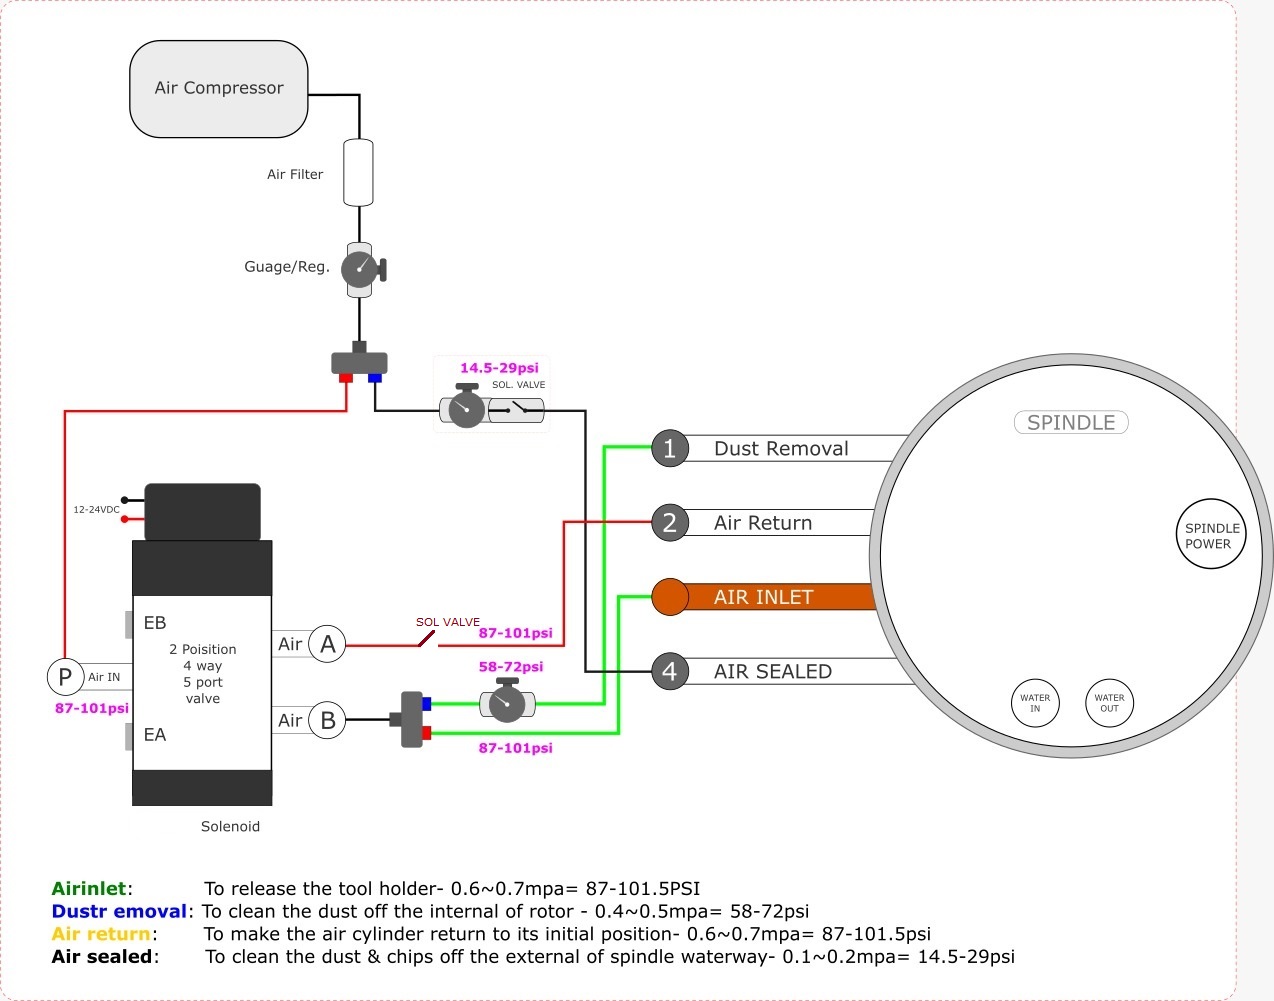 Air Compressor
Air Filter
Guage/Reg.
14.5-29psi
SOL. VALVE
SPINDLE
1 Dust Removal
2 Air Return
SPINDLE
POWER
AIR INLET
4 AIR SEALED
WATER
IN
WATER
OUT
12-24VDC
EB
2 Poisition
4 way
5 port
valve
EA
P Air IN
87-101psi
Air A
SOL VALVE
87-101psi
58-72psi
Air B
87-101psi
Solenoid
Airinlet: To release the tool holder- 0.6~0.7mpa= 87-101.5PSI
Dustr emoval: To clean the dust off the internal of rotor - 0.4~0.5mpa= 58-72psi
Air return: To make the air cylinder return to its initial position- 0.6~0.7mpa= 87-101.5psi
Air sealed: To clean the dust & chips off the external of spindle waterway- 0.1~0.2mpa= 14.5-29psi